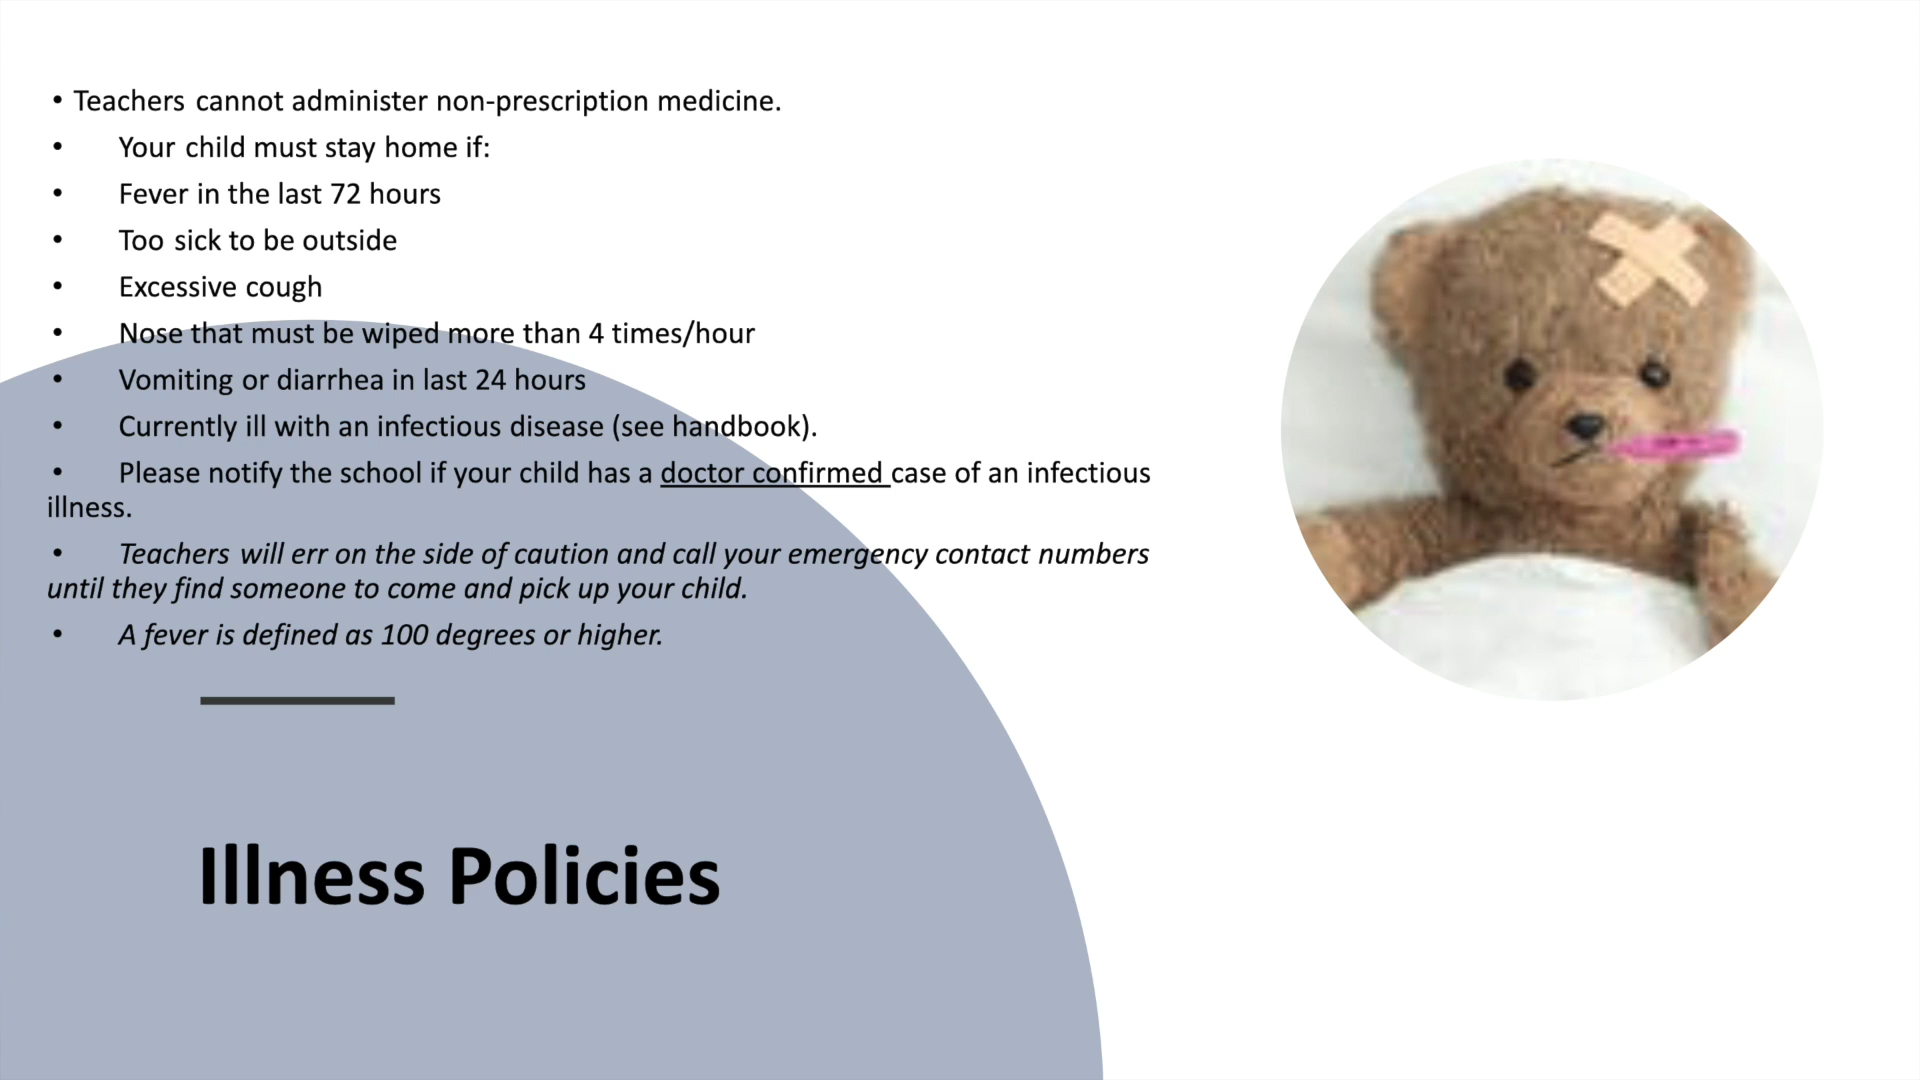 • Teachers cannot administer non-prescription medicine.
• Your child must stay home if:
• Fever in the last 72 hours
• Too sick to be outside
• Excessive cough
• Nose that must be wiped more than 4 times/hour
• Vomiting or diarrhea in last 24 hours
• Currently ill with an infectious disease (see handbook).
• Please notify the school if your child has a doctor confirmed case of an infectious
illness.
• Teachers will err on the side of caution and call your emergency contact numbers
until they find someone to come and pick up your child.
• A fever is defined as 100 degrees or higher.
Illness Policies